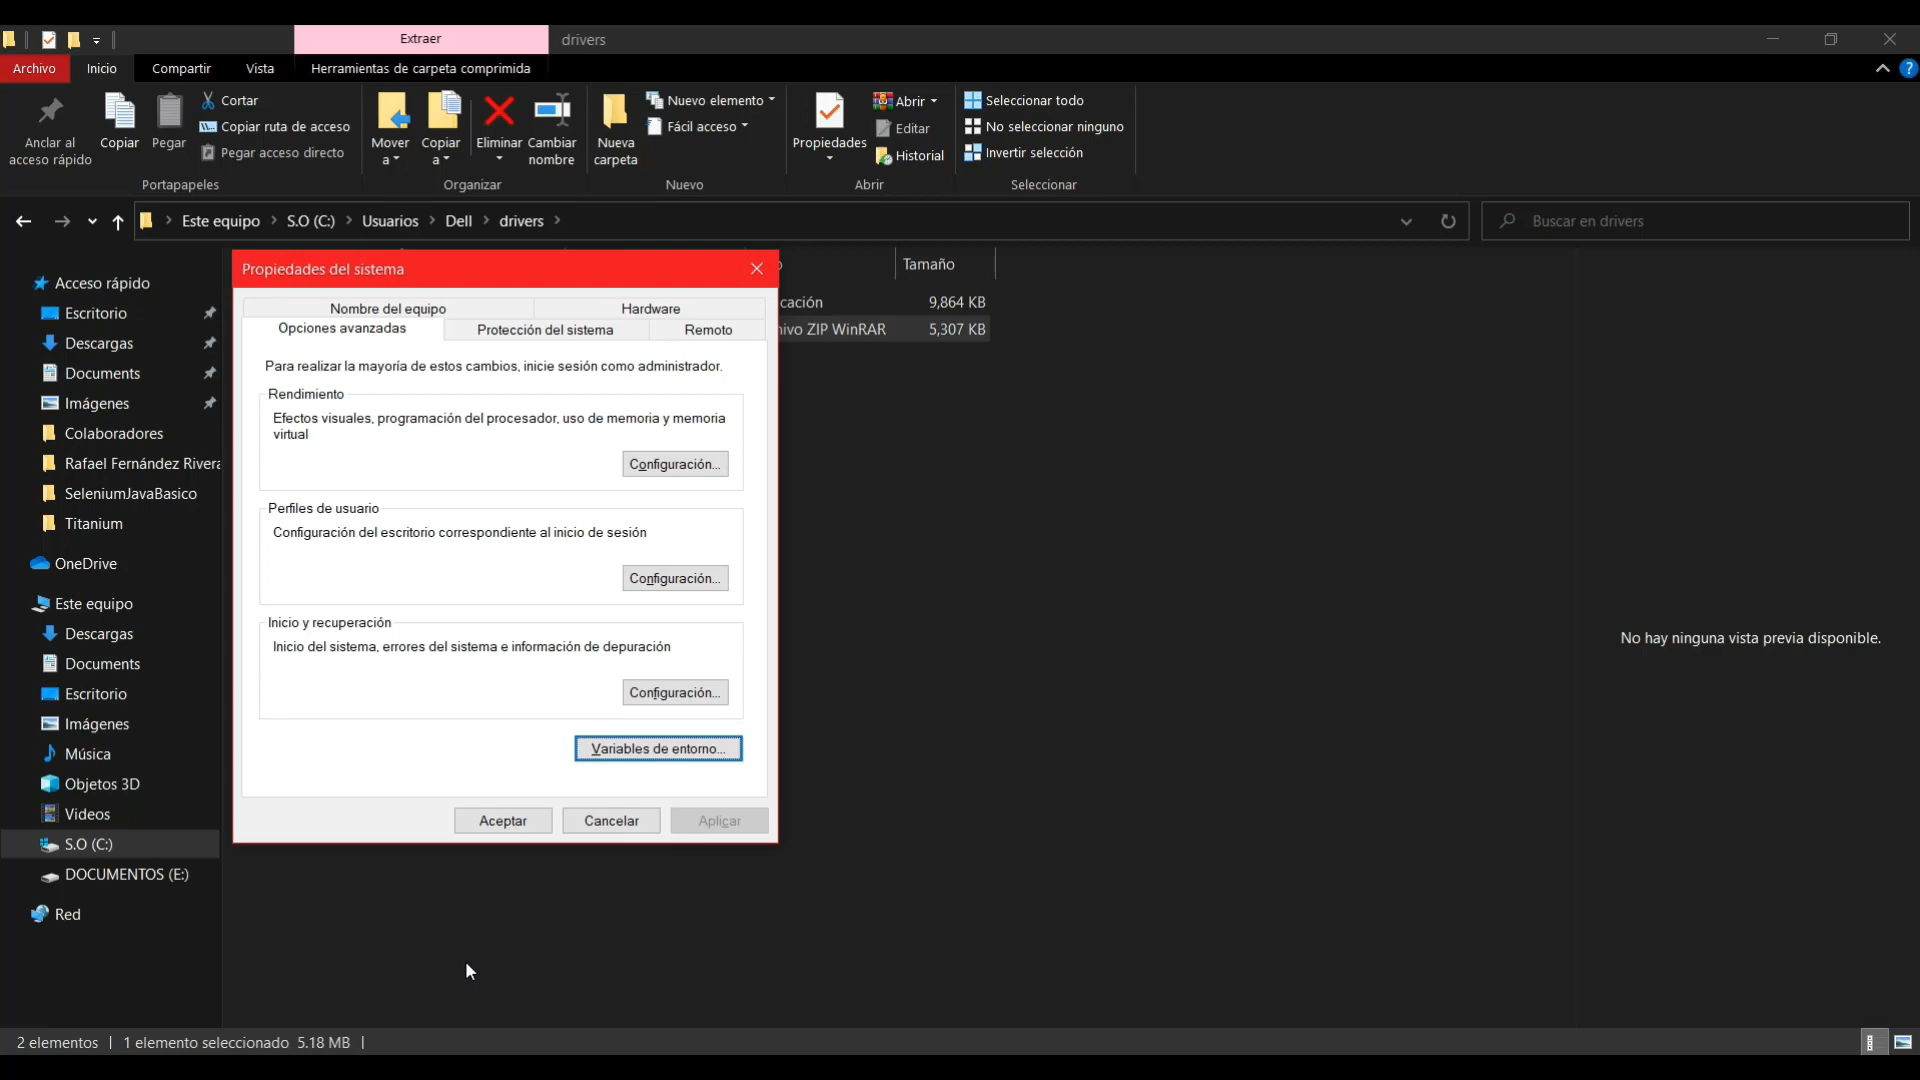 Extraer
drivers
Archivo
Inicio
Compartir
Vista
Herramientas de carpeta comprimida
?
Anclar al
acceso rápido
Copiar
Pegar
Cortar
Copiar ruta de acceso
Pegar acceso directo
Portapapeles
Mover
a
Copiar
a
Eliminar
Cambiar
nombre
Organizar
Nueva
carpeta
Nuevo elemento
Fácil acceso
Nuevo
Propiedades
Abrir
Editar
Historial
Abrir
Seleccionar todo
No seleccionar ninguno
Invertir selección
Seleccionar
Este equipo > S.O (C:) > Usuarios > Dell > drivers >
Buscar en drivers
Acceso rápido
Escritorio
Descargas
Documents
Imágenes
Colaboradores
Rafael Fernández Rivera
SeleniumJavaBasico
Titanium
OneDrive
Este equipo
Descargas
Documents
Escritorio
Imágenes
Música
Objetos 3D
Videos
S.O (C:)
DOCUMENTOS (E:)
Red
Propiedades del sistema
Nombre del equipo
Hardware
Opciones avanzadas
Protección del sistema
Remoto
Para realizar la mayoría de estos cambios, inicie sesión como administrador.
Rendimiento
Efectos visuales, programación del procesador, uso de memoria y memoria
virtual
Configuración...
Perfiles de usuario
Configuración del escritorio correspondiente al inicio de sesión
Configuración...
Inicio y recuperación
Inicio del sistema, errores del sistema e información de depuración
Configuración...
Variables de entorno...
Aceptar
Cancelar
Aplicar
Tamaño
cación
9,864 KB
ivo ZIP WinRAR
5,307 KB
No hay ninguna vista previa disponible.
2 elementos
1 elemento seleccionado 5.18 MB